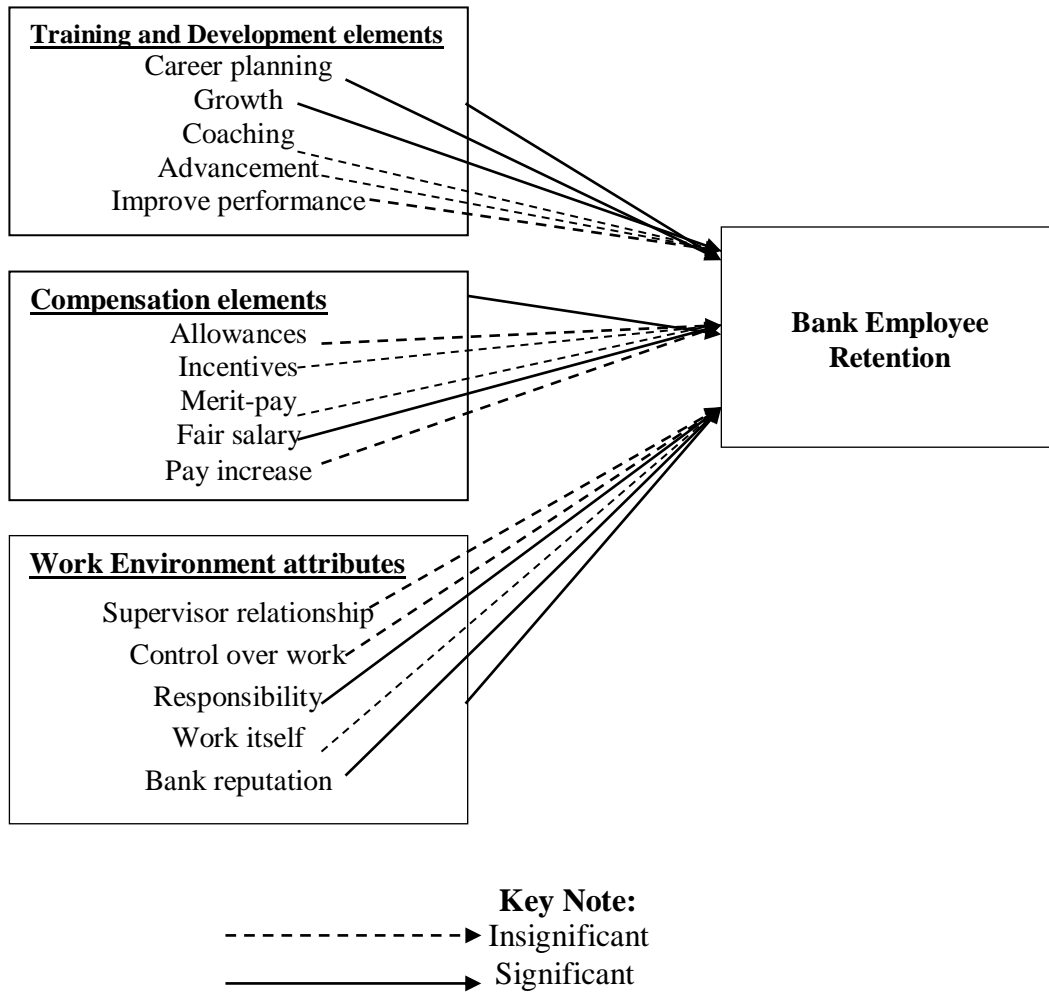 Training and Development elements
Career planning
Growth
Coaching
Advancement
Improve performance
Compensation elements
Allowances
Incentives
Merit-pay
Fair salary
Pay increase
Work Environment attributes
Supervisor relationship
Control over work
Responsibility
Work itself
Bank reputation
Bank Employee
Retention
Key Note:
Insignificant
Significant